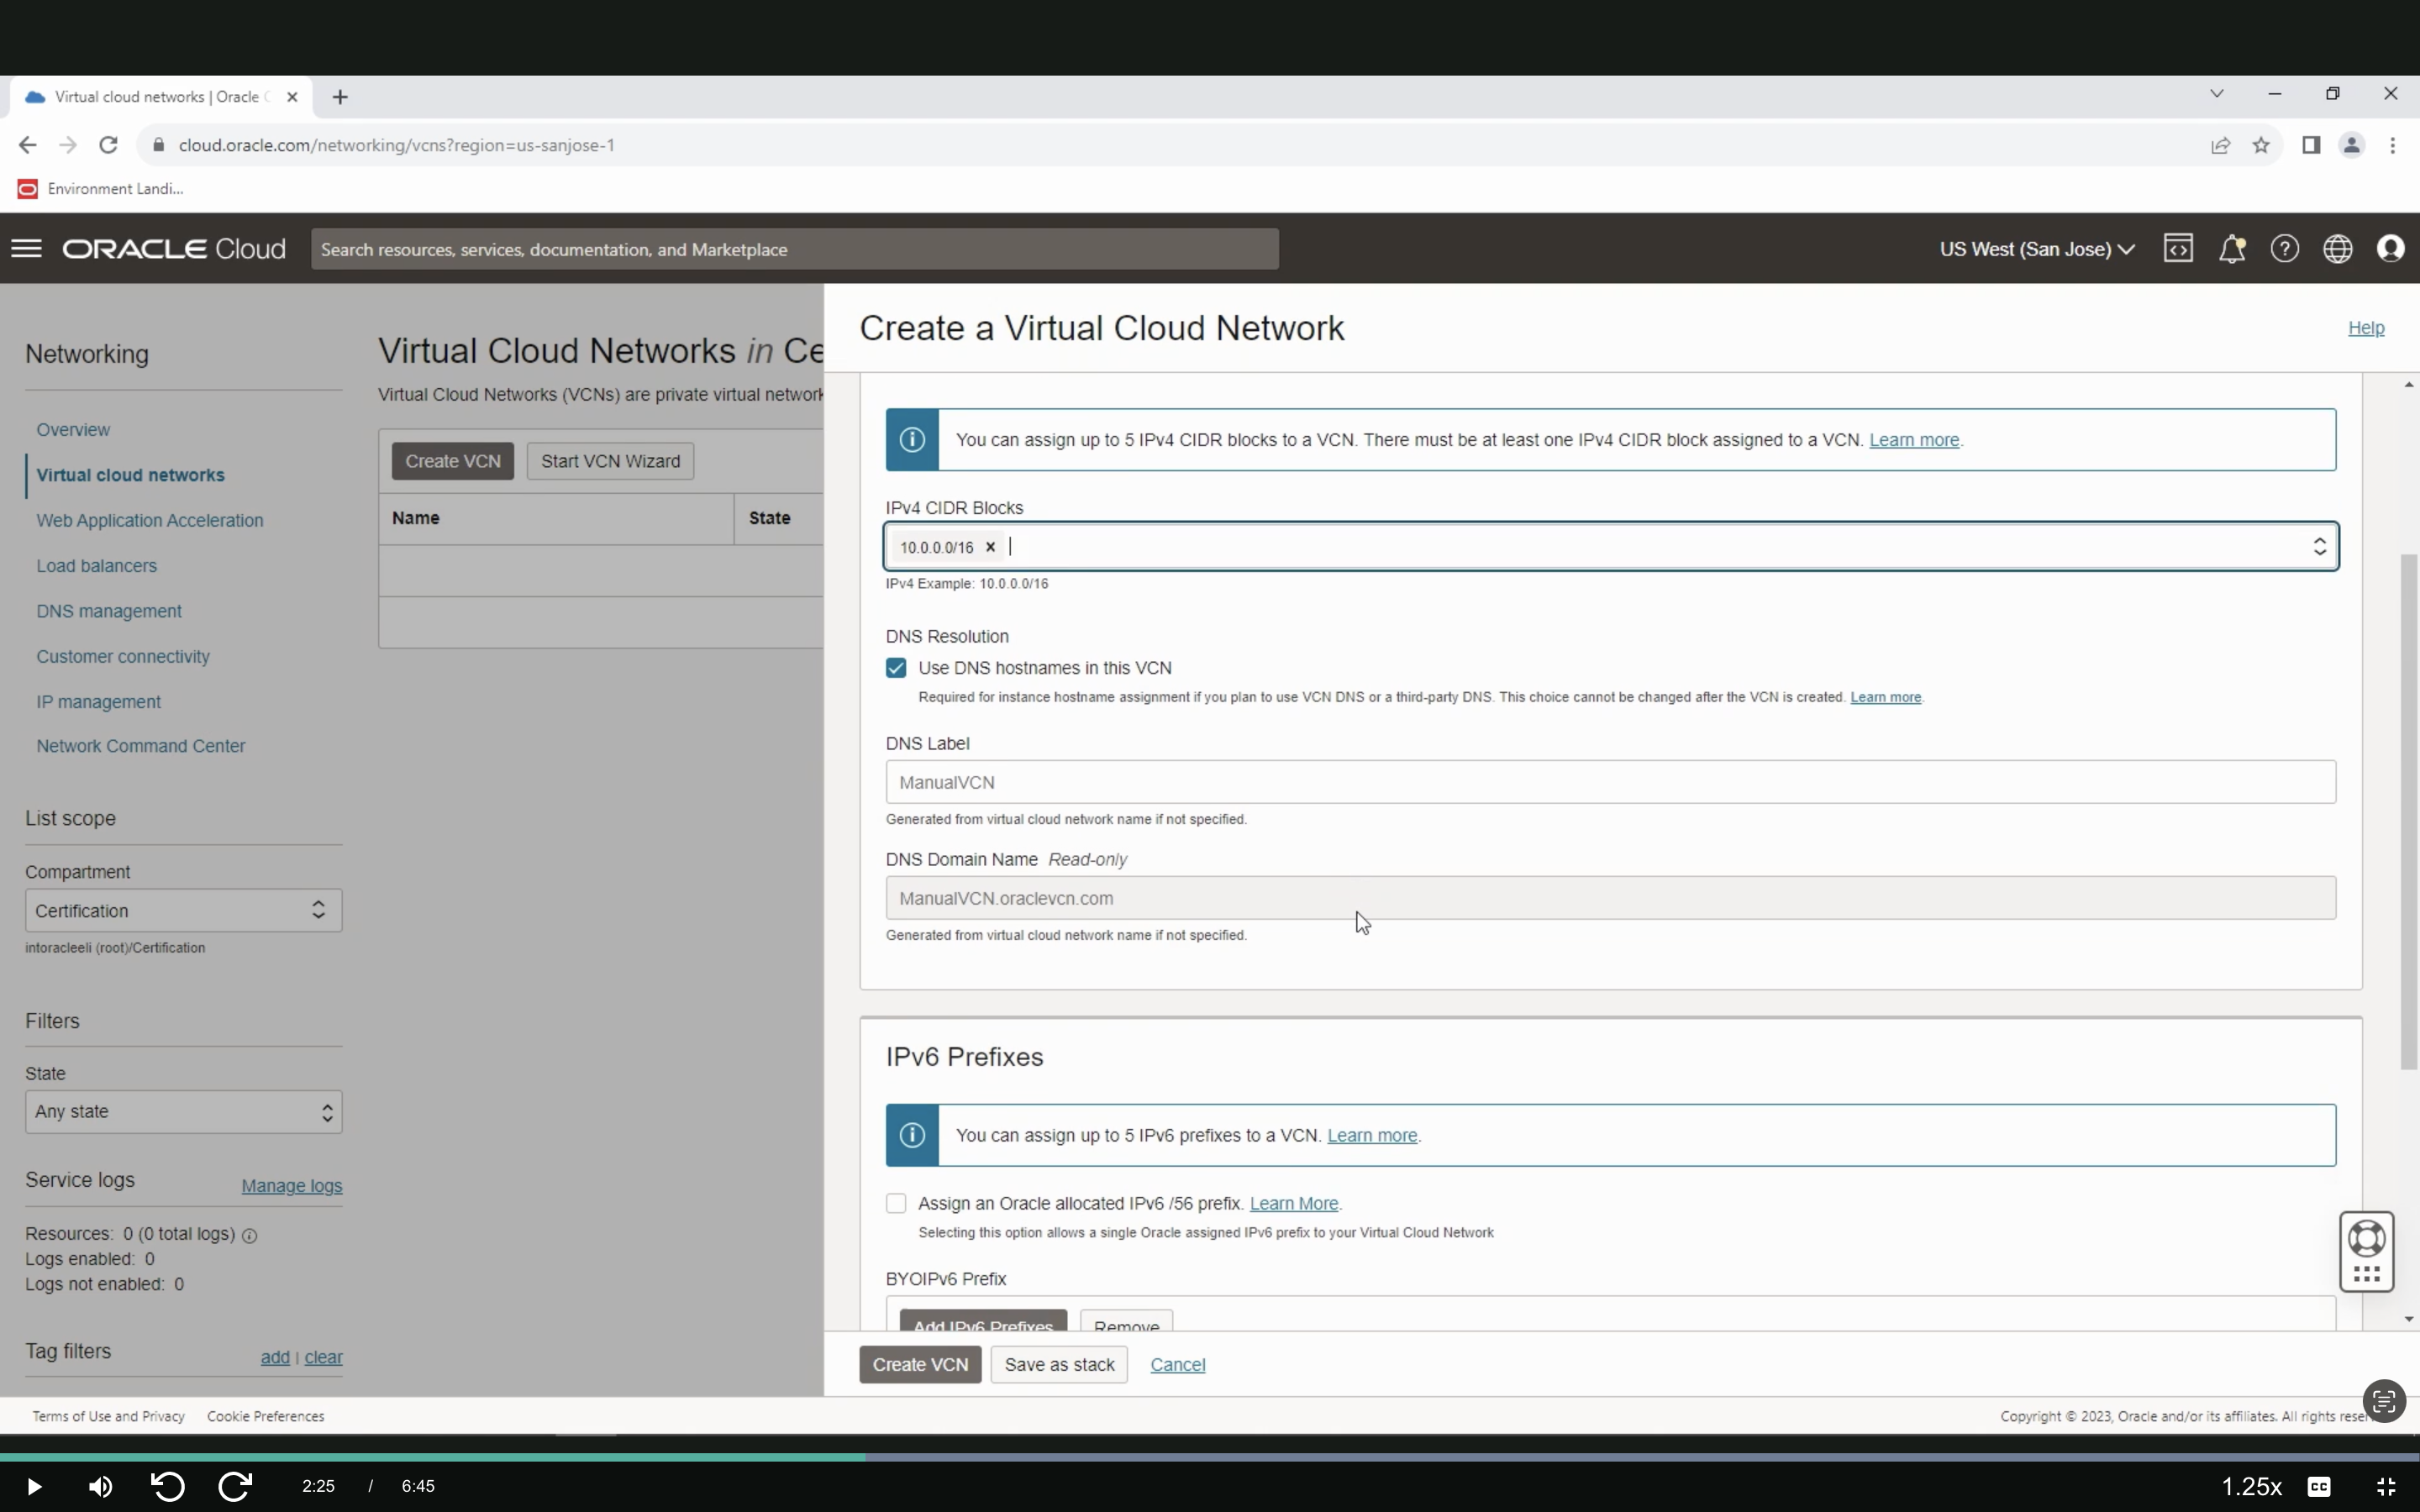 Virtual cloud networks | Oracle C
cloud.oracle.com/networking/vcns?region=us-sanjose-1
Environment Landi...
ORACLE Cloud
Search resources, services, documentation, and Marketplace
US West (San Jose)
Networking
Overview
Virtual cloud networks
Web Application Acceleration
Load balancers
DNS management
Customer connectivity
IP management
Network Command Center
List scope
Compartment
Certification
intoracleeli (root)/Certification
Filters
State
Any state
Service logs
Manage logs
Resources: 0 (0 total logs)
Logs enabled: 0
Logs not enabled: 0
Tag filters
add | clear
Virtual Cloud Networks in Ce
Virtual Cloud Networks (VCNs) are private virtual network
Create VCN
Start VCN Wizard
Name
State
Create a Virtual Cloud Network
Help
You can assign up to 5 IPv4 CIDR blocks to a VCN. There must be at least one IPv4 CIDR block assigned to a VCN. Learn more.
IPv4 CIDR Blocks
10.0.0.0/16
IPv4 Example: 10.0.0.0/16
DNS Resolution
Use DNS hostnames in this VCN
Required for instance hostname assignment if you plan to use VCN DNS or a third-party DNS. This choice cannot be changed after the VCN is created. Learn more.
DNS Label
ManualVCN
Generated from virtual cloud network name if not specified.
DNS Domain Name Read-only
ManualVCN.oraclevcn.com
Generated from virtual cloud network name if not specified.
IPv6 Prefixes
You can assign up to 5 IPv6 prefixes to a VCN. Learn more.
Assign an Oracle allocated IPv6 /56 prefix. Learn More.
Selecting this option allows a single Oracle assigned IPv6 prefix to your Virtual Cloud Network
BYOIPv6 Prefix
Add IPv6 Prefixes
Remove
Create VCN
Save as stack
Cancel
Terms of Use and Privacy
Cookie Preferences
Copyright © 2023, Oracle and/or its affiliates. All rights reser
2:25 / 6:45
1.25x
CC